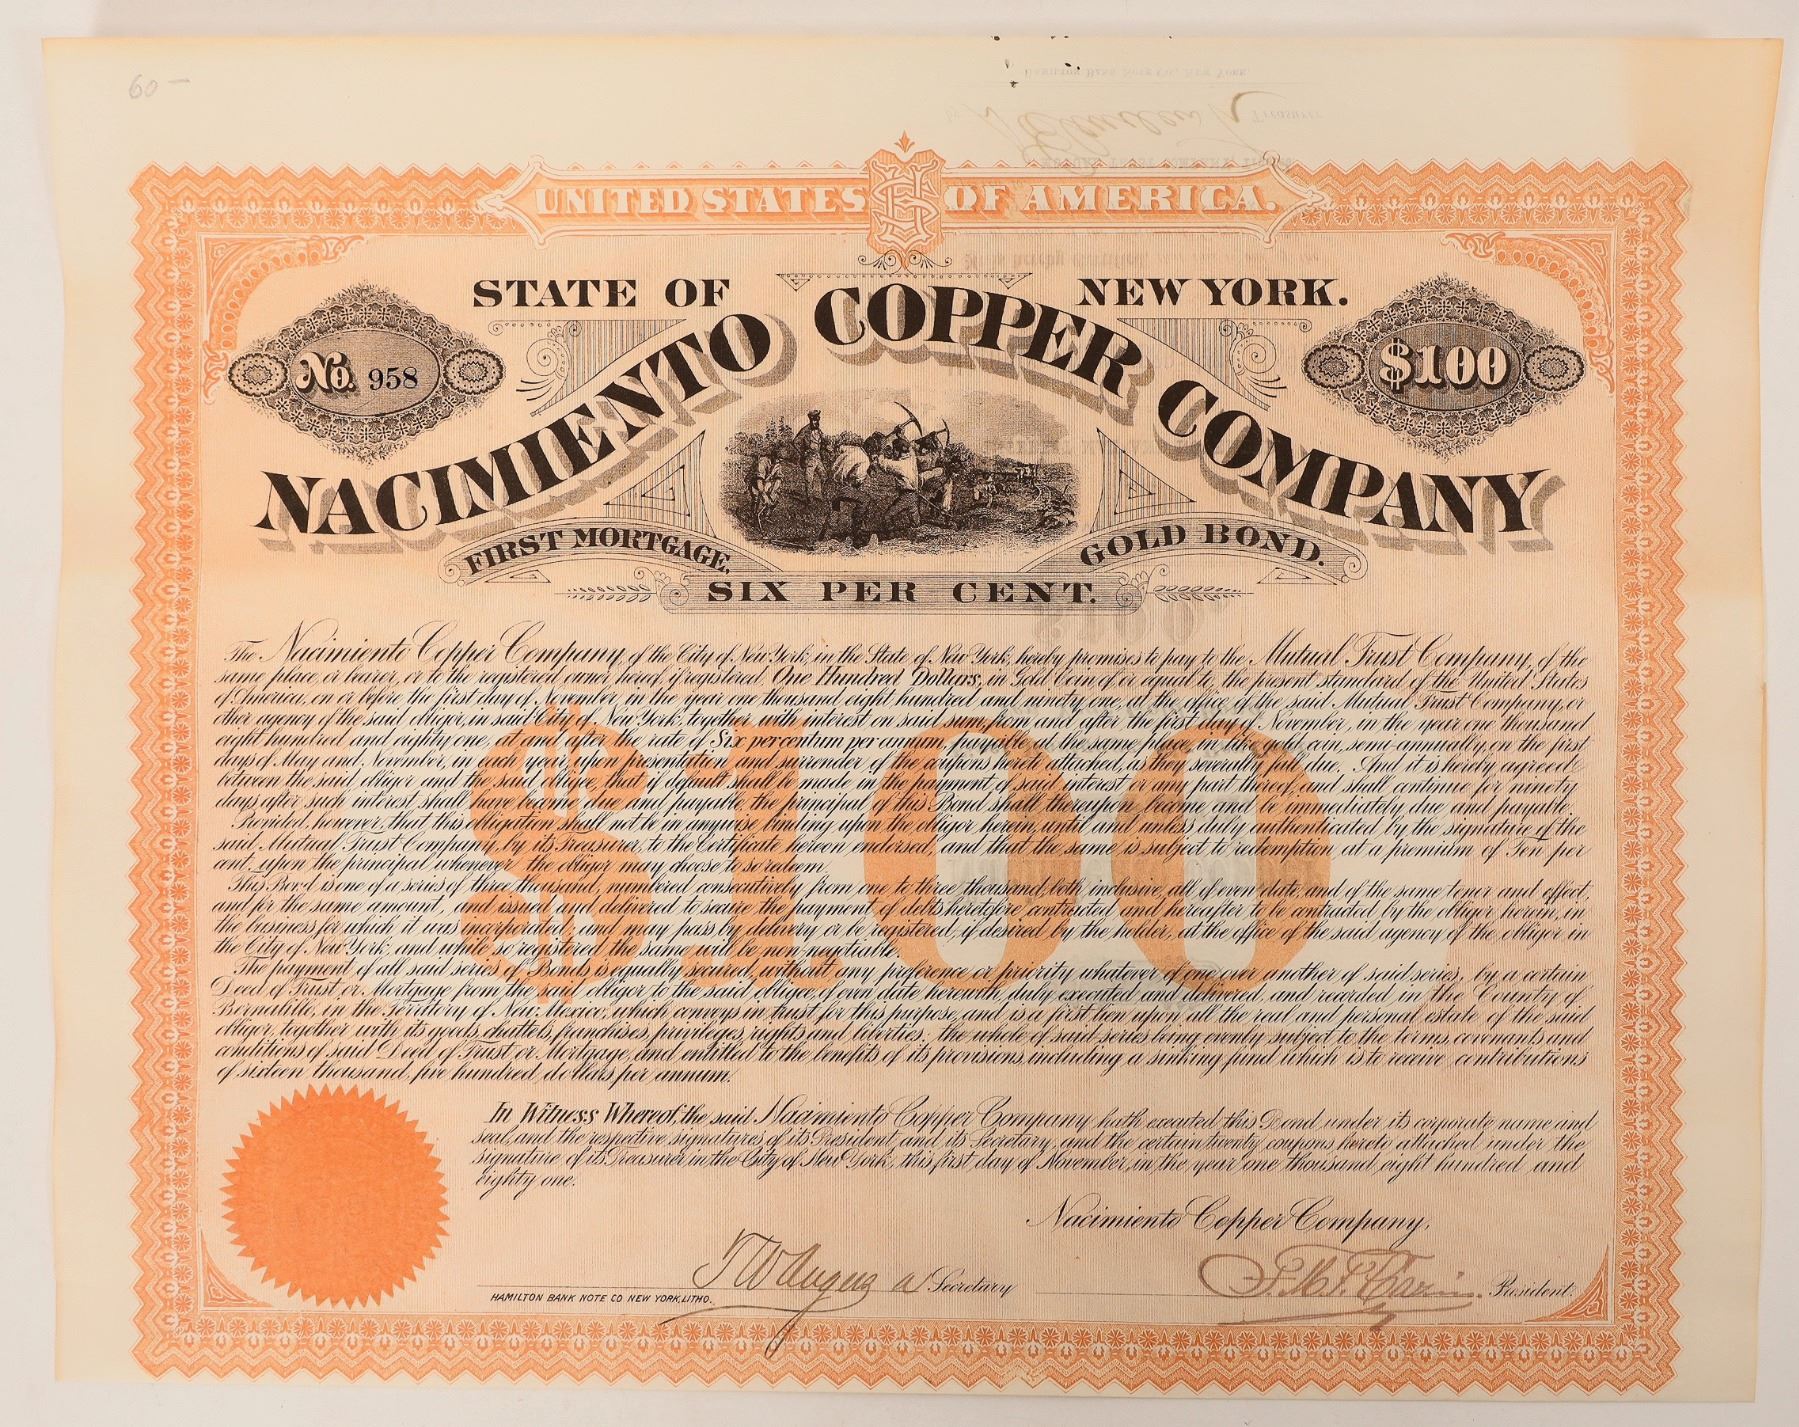 60 —
UNITED STATES OF AMERICA.
STATE OF NEW YORK.
No. 958
$100
NACIMIENTO COPPER COMPANY
FIRST MORTGAGE. GOLD BOND.
SIX PER CENT.
The Nacimiento Copper Company, of the City of New York, in the State of New York, hereby promises to pay to the Mutual Trust Company, of the
same place, or bearer, or to the registered owner hereof, if registered, One Hundred Dollars, in Gold Coin of or equal to the present standard of the United States
of America, on or before the first day of November in the year one thousand eight hundred and ninety one, at the office of the said Mutual Trust Company, or
other agency of the said obligor, in said City of New York, together with interest on said sum, from and after the first day of November, in the year one thousand
eight hundred and eighty one, at and after the rate of Six per centum per annum, payable at the same place, in like gold coin, semi-annually, on the first
days of May and November, in each year, upon presentation and surrender of the coupons hereto attached, as they severally fall due. And it is hereby agreed
between the said obligor and the said obligee, that if default shall be made in the payment of said interest or any part thereof, and shall continue for ninety
days after such interest shall have become due and payable, the principal of this Bond shall thereupon become and be immediately due and payable.
Provided, however, that this obligation shall not be in anywise binding upon the obligor herein, until and unless duly authenticated by the signature of the
said Mutual Trust Company, by its Treasurer, to the Certificate hereon endorsed, and that the same is subject to redemption, at a premium of Ten per
cent. upon the principal whenever the obligor may choose to so redeem.
This Bond is one of a series of three thousand, numbered consecutively from one to three thousand both inclusive, all of even date, and of the same tenor and effect,
and for the same amount, and issued and delivered to secure the payment of debts heretofore contracted and hereafter to be contracted by the obligor herein, in
the business for which it was incorporated; and may pass by delivery or be registered, if desired by the holder, at the office of the said agency of the obligor in
the City of New York, and while so registered the same will be non-negotiable.
The payment of all said series of Bonds is equally secured, without any preference or priority whatever of one over another of said series, by a certain
Deed of Trust or Mortgage from the said obligor to the said obligee, of even date herewith, duly executed and delivered, and recorded in the County of
Bernalillo, in the Territory of New Mexico, which conveys in trust for this purpose, and is a first lien upon all the real and personal estate of the said
obligor, together with its goods, chattels, franchises, privileges, rights and liberties: the whole of said series being evenly subject to the terms, covenants and
conditions of said Deed of Trust or Mortgage, and entitled to the benefits of its provisions, including a sinking fund which is to receive contributions
of sixteen thousand, five hundred dollars per annum.
$100
In Witness Whereof, the said Nacimiento Copper Company hath executed this Bond under its corporate name and
seal, and the respective signatures of its President and its Secretary, and the certain twenty coupons hereto attached under the
signature of its Treasurer in the City of New York, this first day of November, in the year one thousand eight hundred and
eighty one.
Nacimiento Copper Company,
Secretary
President.
HAMILTON BANK NOTE CO NEW YORK, LITHO.